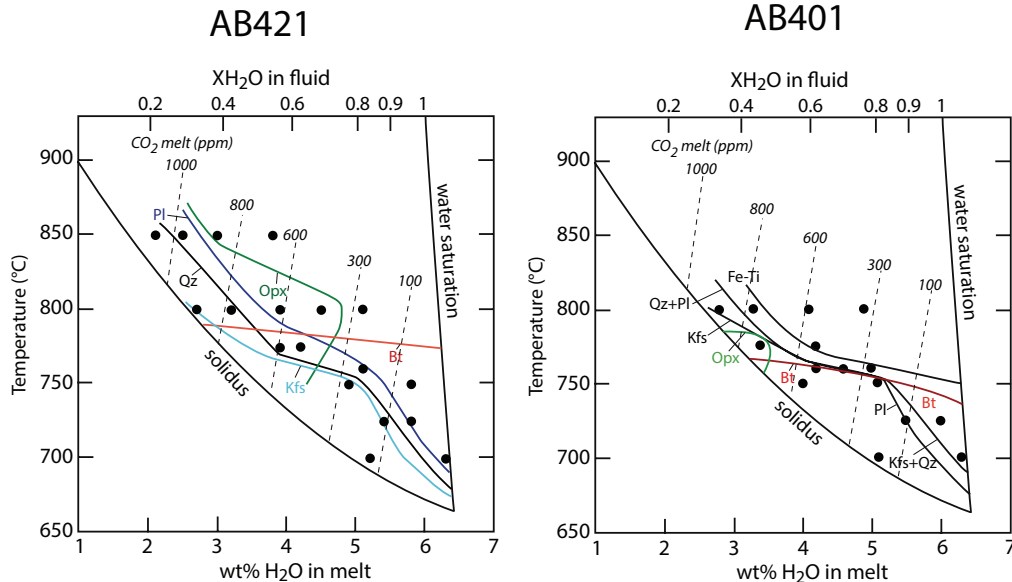 AB421
XH2O in fluid
0.2 0.4 0.6 0.8 0.9 1
CO2 melt (ppm)
1000
800
600
300
100
900
850
800
750
700
650
Temperature (°C)
Pl
Qz
Opx
Bt
Kfs
solidus
water saturation
1 2 3 4 5 6 7
wt% H2O in melt
AB401
XH2O in fluid
0.2 0.4 0.6 0.8 0.9 1
CO2 melt (ppm)
1000
800
600
300
100
900
850
800
750
700
650
Temperature (°C)
Fe-Ti
Qz+Pl
Kfs
Opx
Bt
Bt
Pl
Kfs+Qz
solidus
water saturation
1 2 3 4 5 6 7
wt% H2O in melt